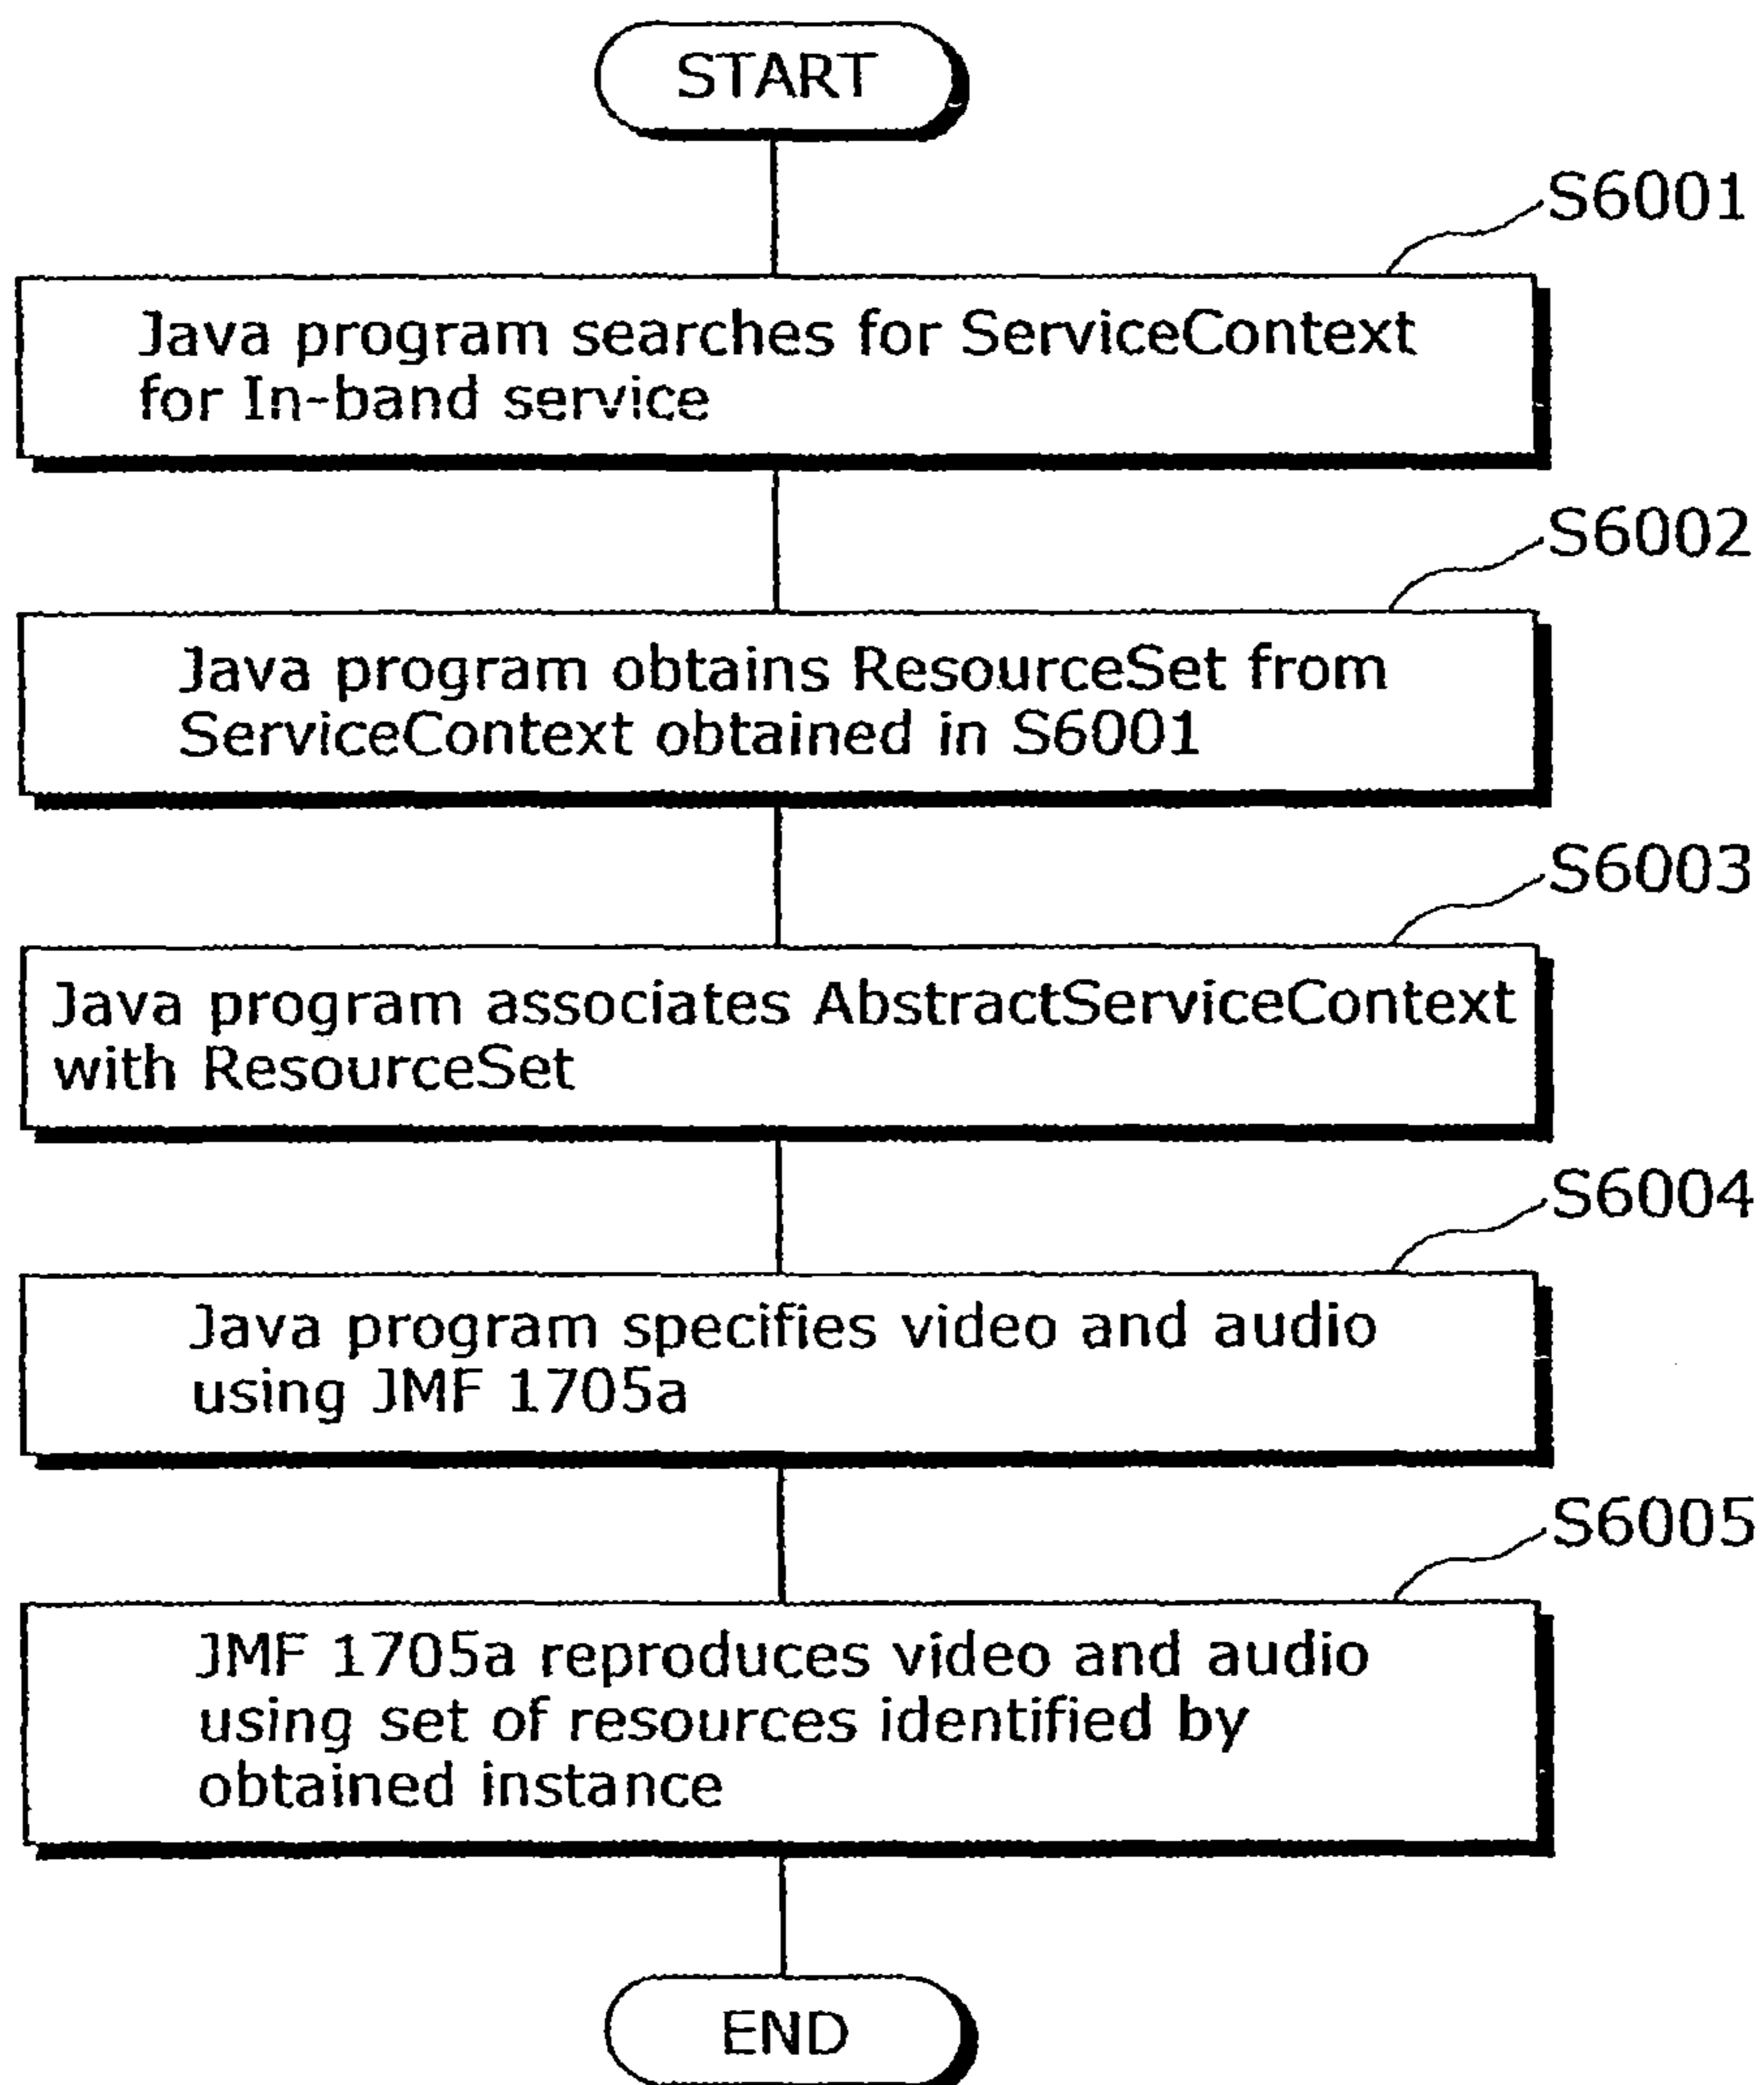 START
S6001
Java program searches for ServiceContext
for In-band service
S6002
Java program obtains ResourceSet from
ServiceContext obtained in S6001
S6003
Java program associates AbstractServiceContext
with ResourceSet
S6004
Java program specifies video and audio
using JMF 1705a
S6005
JMF 1705a reproduces video and audio
using set of resources identified by
obtained instance
END